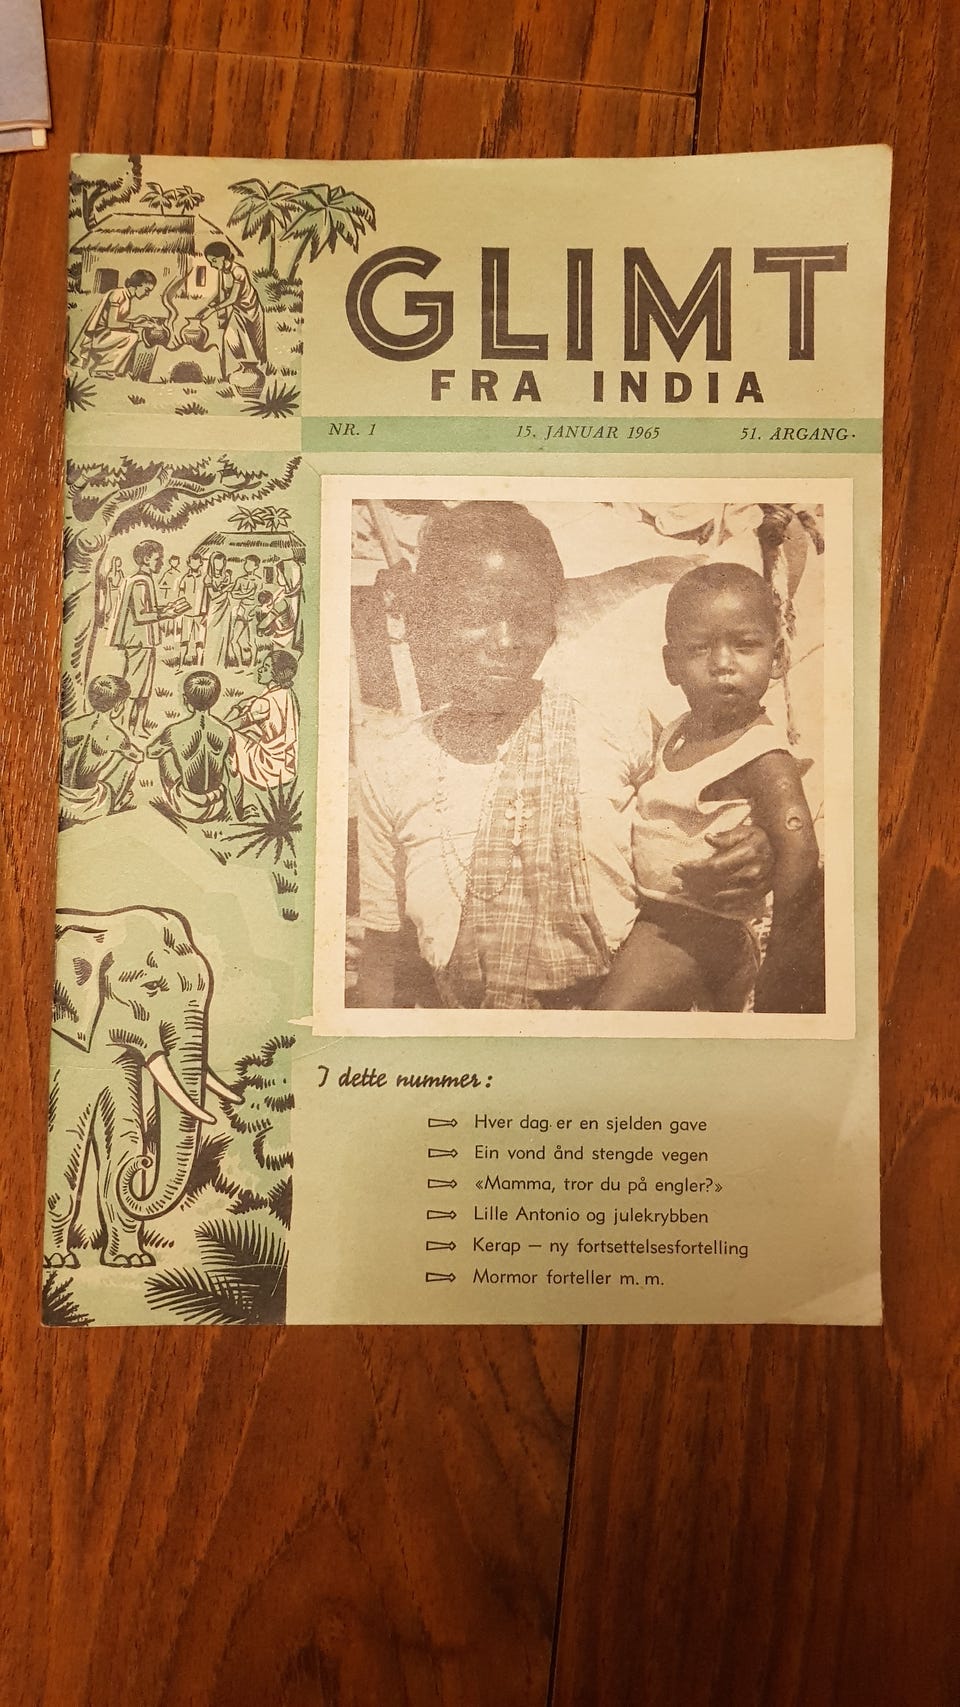 GLIMT
FRA INDIA
NR. 1 15. JANUAR 1965 51. ÅRGANG.
I dette nummer:
Hver dag er en sjelden gave
Ein vond ånd stengde vegen
«Mamma, tror du på engler?»
Lille Antonio og julekrybben
Kerap — ny fortsettelsesfortelling
Mormor forteller m. m.